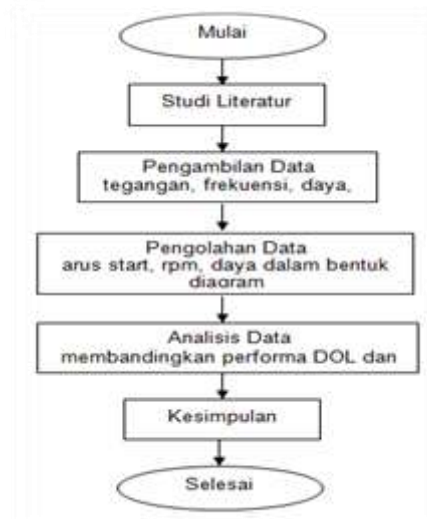 Mulai
Studi Literatur
Pengambilan Data
tegangan, frekuensi, daya,
Pengolahan Data
arus start, rpm, daya dalam bentuk
diagram
Analisis Data
membandingkan performa DOL dan
Kesimpulan
Selesai